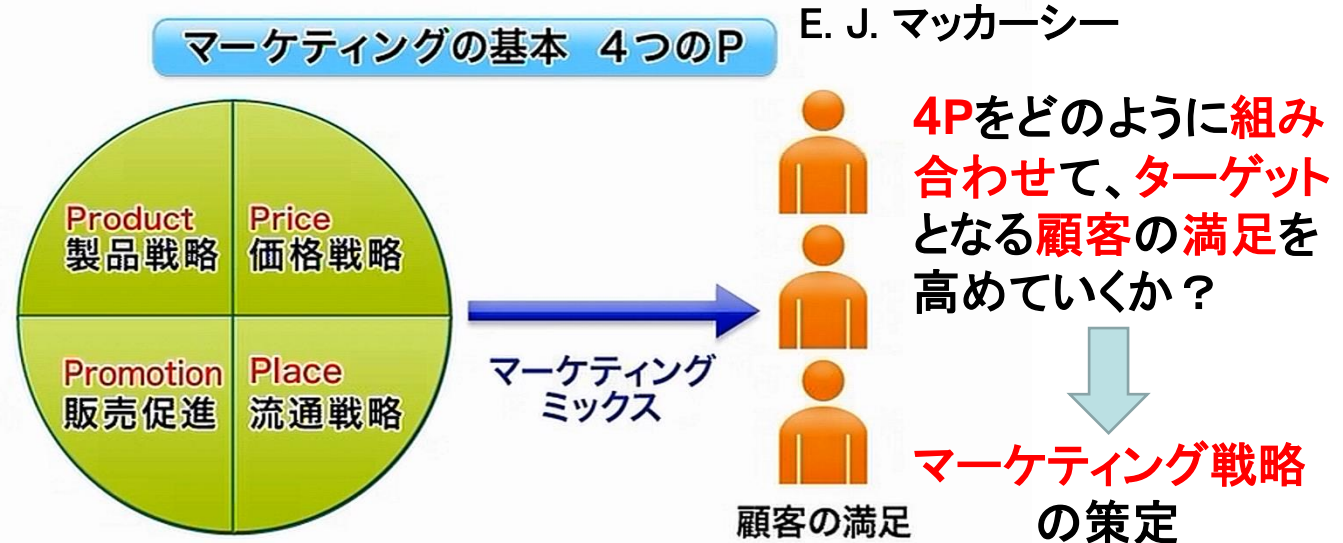 マーケティングの基本 4つのP
E. J. マッカーシー
Product
製品戦略
Price
価格戦略
Promotion
販売促進
Place
流通戦略
マーケティング
ミックス
顧客の満足
4Pをどのように組み
合わせて、ターゲット
となる顧客の満足を
高めていくか?
マーケティング戦略
の策定